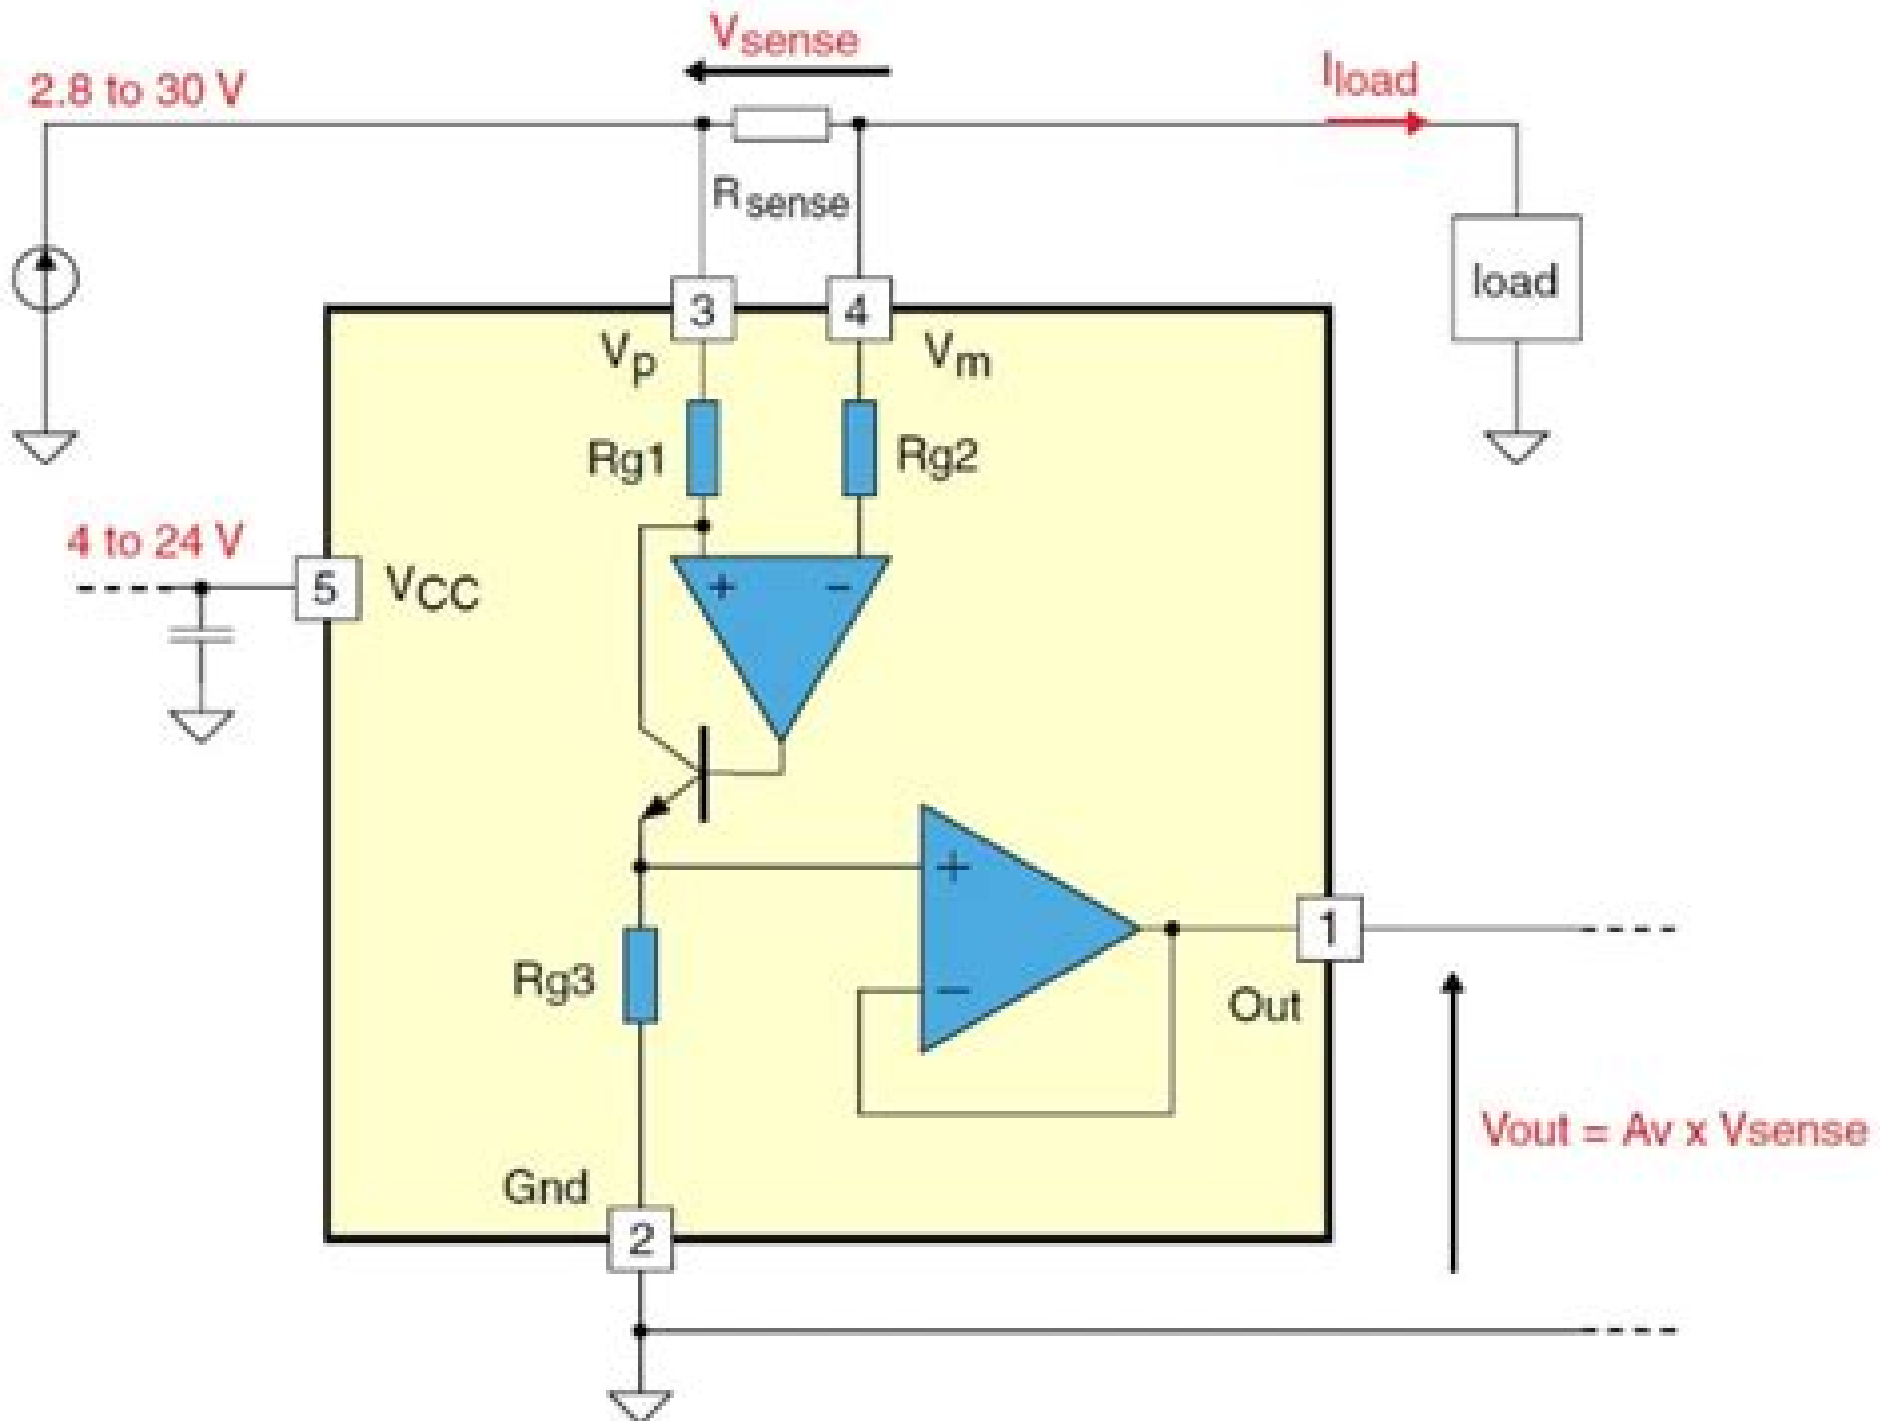 Vsense
2.8 to 30 V
Iload
Rsense
load
3
4
Vp
Vm
Rg1
Rg2
4 to 24 V
5
VCC
+
−
+
−
1
Rg3
Out
Vout = Av x Vsense
Gnd
2